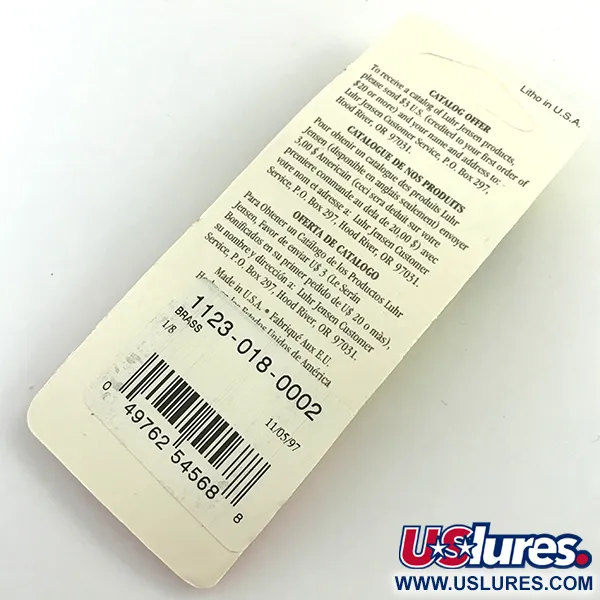 Litho in U.S.A.
CATALOG OFFER
To receive a catalog of Luhr Jensen products,
please send $3 U.S. (credited to your first order of
$20 or more) and your name and address to:
Luhr Jensen Customer Service, P.O. Box 297,
Hood River, OR 97031.
CATALOGUE DE NOS PRODUITS
Pour obtenir un catalogue des produits Luhr
Jensen (disponible en anglais seulement) envoyer
3,00 $ Americain (ceci sera déduit sur votre
premiere commande au dela de 20,00 $) avec
votre nom et adresse a: Luhr Jensen Customer
Service, P.O. Box 297, Hood River, OR 97031.
OFERTA DE CATALOGO
Para Obtener un Catálogo de los Productos Luhr
Jensen, Favor de enviar U$ 3 (Le Serán
Bonificados en su primer pedido de U$ 20 o màs),
su nombre, y dirección a: Luhr Jensen Customer
Service, P.O. Box 297, Hood River, OR 97031.
Made in U.S.A. • Fabriqué Aux E.U.
Estados Unidos de América
1123-018-0002
BRASS
1/8
11/05/97
0 49762 54568 8
USlures.
WWW.USLURES.COM